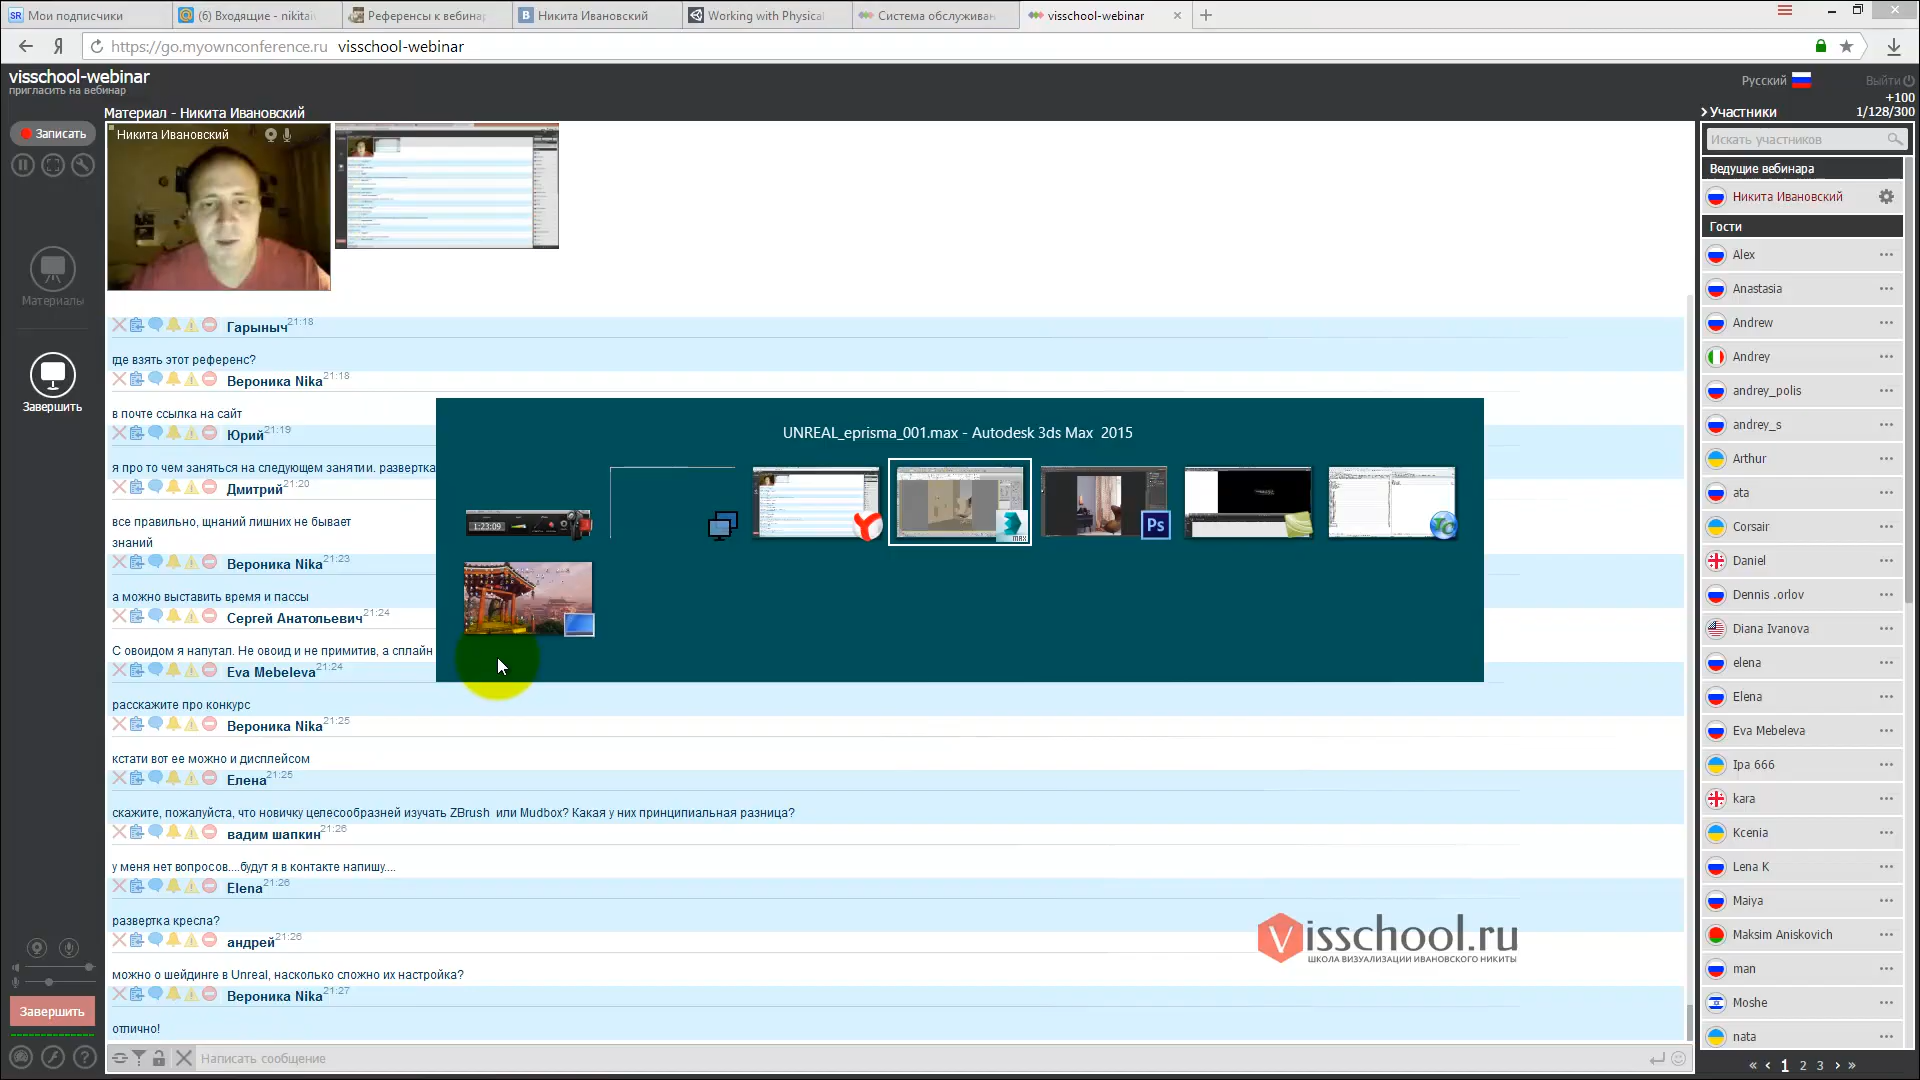 Мои подписчики
(6) Входящие - nikitai
Референсы к вебинар
Никита Ивановский
Working with Physical
Система обслуживан
visschool-webinar
https://go.myownconference.ru visschool-webinar
visschool-webinar
пригласить на вебинар
Русский
Выйти
+100
Материал - Никита Ивановский
Участники
1/128/300
Записать
Никита Ивановский
Искать участников
Ведущие вебинара
Никита Ивановский
Гости
Материалы
Завершить
Гарыныч 21:18
где взять этот референс?
Вероника Nika 21:18
в почте ссылка на сайт
Юрий 21:19
я про то чем заняться на следующем занятии. развертка
Дмитрий 21:20
все правильно, щнаний лишних не бывает
знаний
Вероника Nika 21:23
а можно выставить время и пассы
Сергей Анатольевич 21:24
С овоидом я напутал. Не овоид и не примитив, а сплайн
Eva Mebeleva 21:24
расскажите про конкурс
Вероника Nika 21:25
кстати вот ее можно и дисплейсом
Елена 21:25
скажите, пожалуйста, что новичку целесообразней изучать ZBrush или Mudbox? Какая у них принципиальная разница?
вадим шапкин 21:26
у меня нет вопросов....будут я в контакте напишу....
Elena 21:26
развертка кресла?
андрей 21:26
можно о шейдинге в Unreal, насколько сложно их настройка?
Вероника Nika 21:27
отлично!
Написать сообщение
UNREAL_eprisma_001.max - Autodesk 3ds Max 2015
1:23:09
MAX
Ps
Visschool.ru
ШКОЛА ВИЗУАЛИЗАЦИИ ИВАНОВСКОГО НИКИТЫ
Завершить
Alex
Anastasia
Andrew
Andrey
andrey_polis
andrey_s
Arthur
ata
Corsair
Daniel
Dennis .orlov
Diana Ivanova
elena
Elena
Eva Mebeleva
Ipa 666
kara
Kcenia
Lena K
Maiya
Maksim Aniskovich
man
Moshe
nata
« ‹ 1 2 3 › »